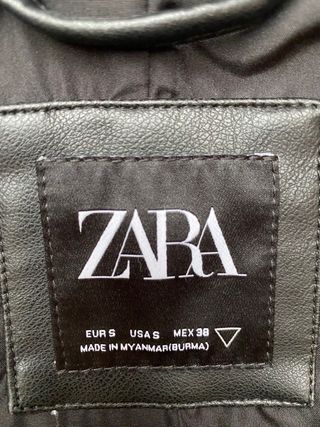 ZARA
EUR S USA S MEX 38
MADE IN MYANMAR(BURMA)